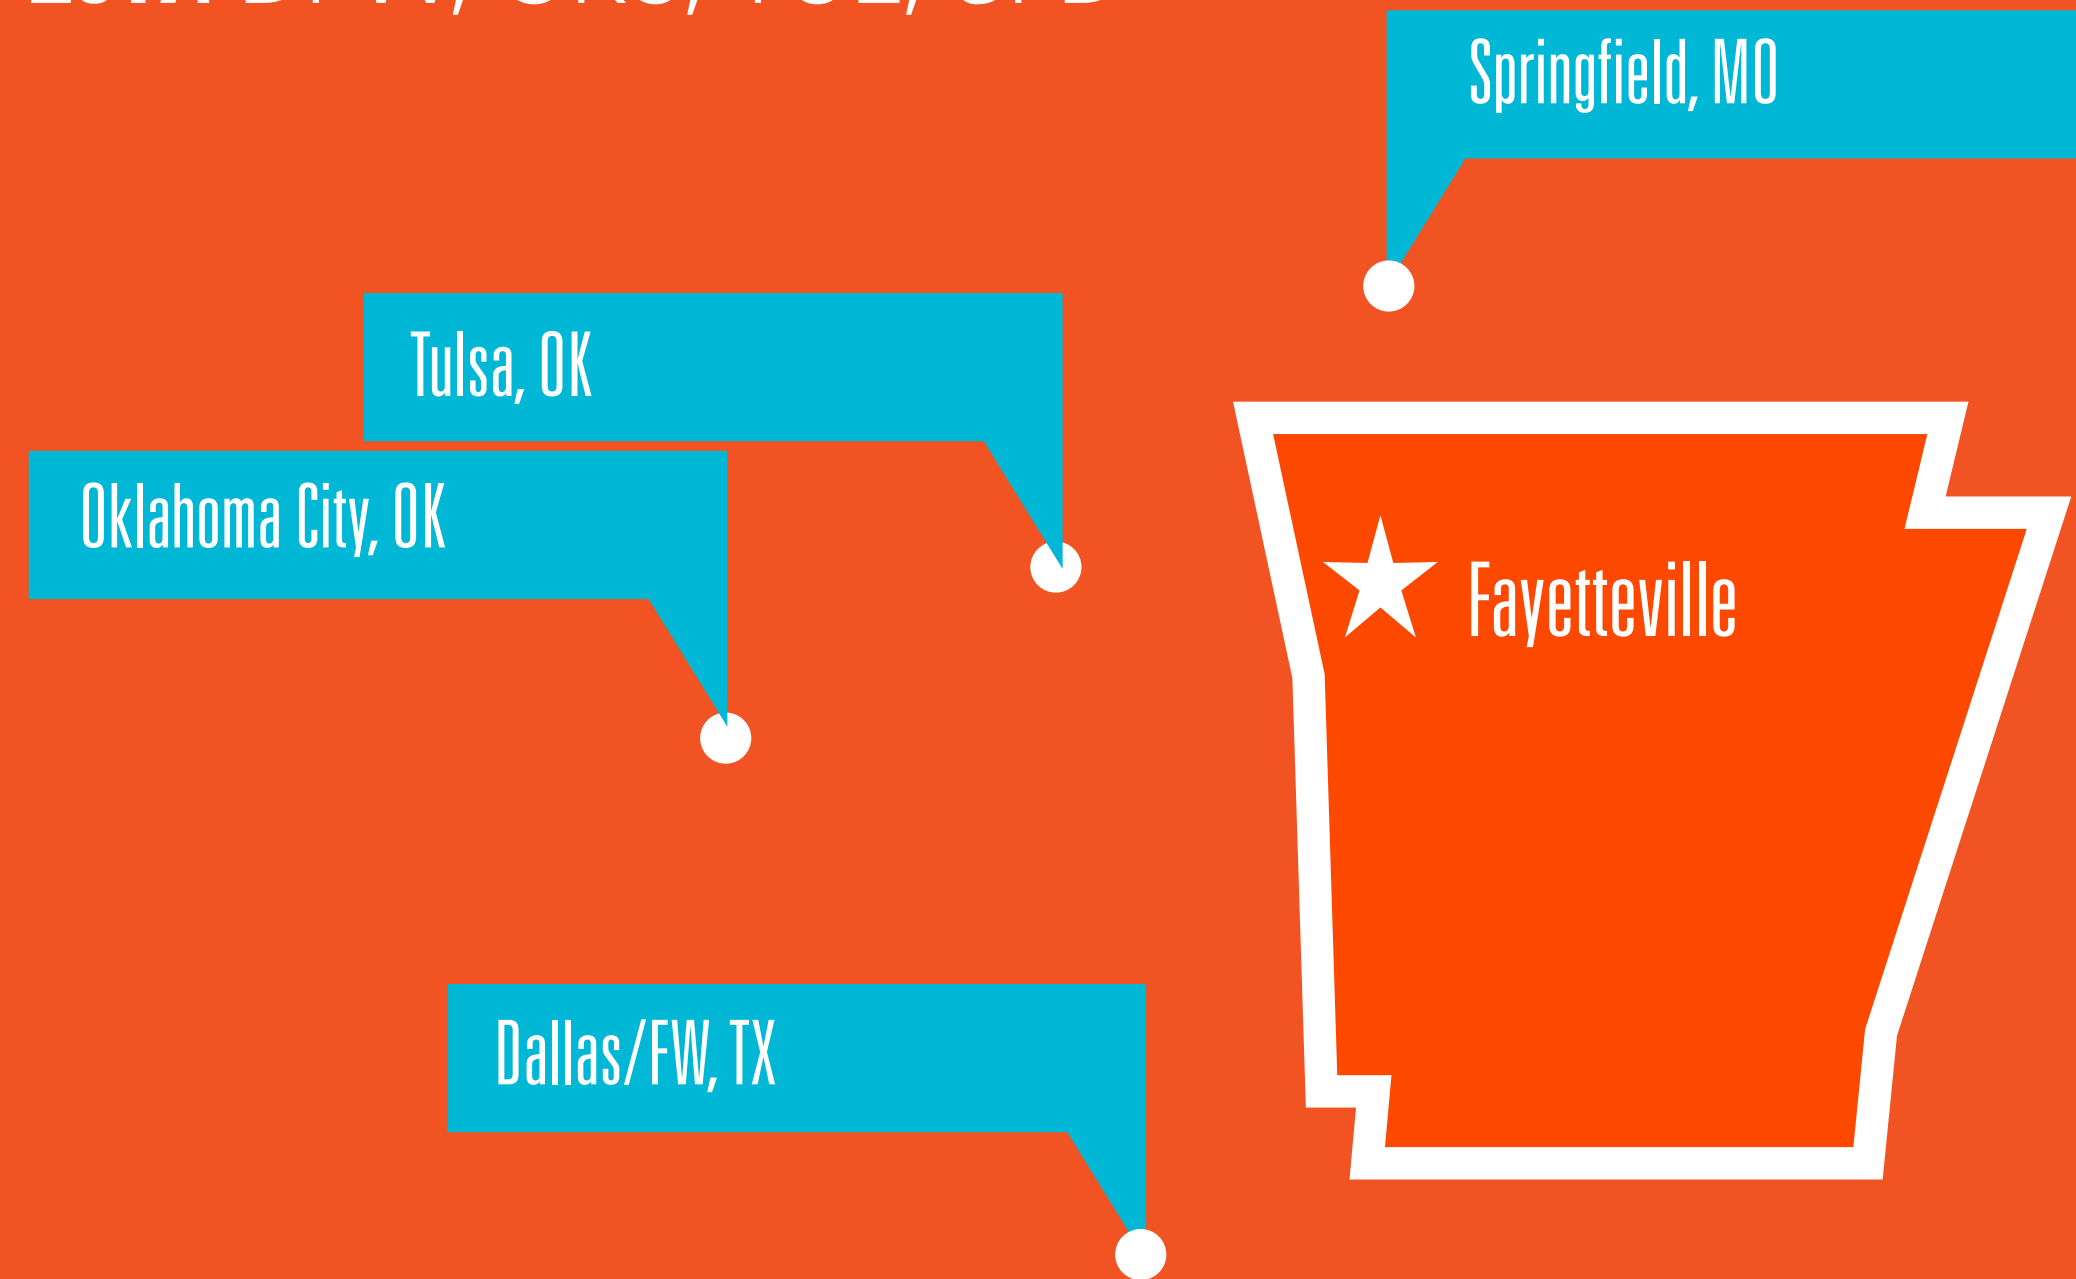 Springfield, MO
Tulsa, OK
Oklahoma City, OK
Fayetteville
Dallas/FW, TX